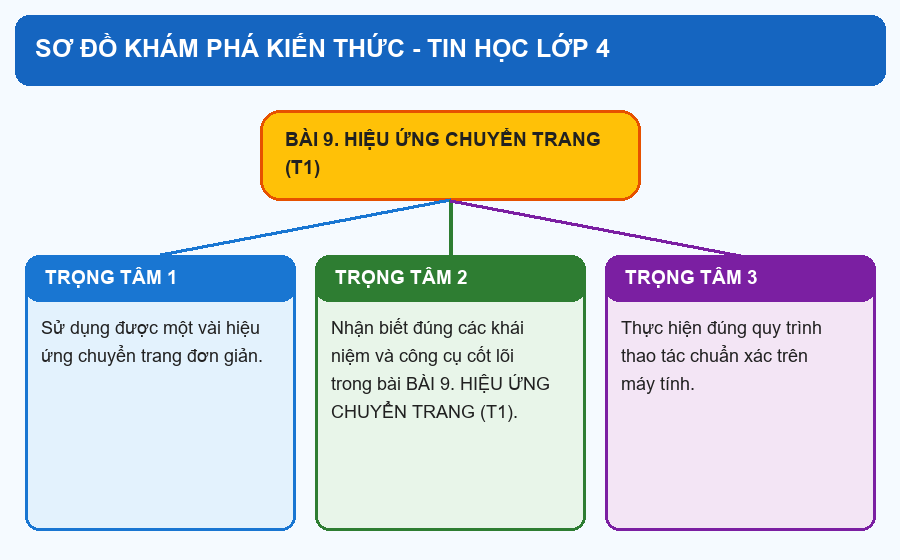 SƠ ĐỒ KHÁM PHÁ KIẾN THỨC - TIN HỌC LỚP 4
BÀI 9. HIỆU ỨNG CHUYỂN TRANG
(T1)
TRỌNG TÂM 1
Sử dụng được một vài hiệu
ứng chuyển trang đơn giản.
TRỌNG TÂM 2
Nhận biết đúng các khái
niệm và công cụ cốt lõi
trong bài BÀI 9. HIỆU ỨNG
CHUYỂN TRANG (T1).
TRỌNG TÂM 3
Thực hiện đúng quy trình
thao tác chuẩn xác trên
máy tính.